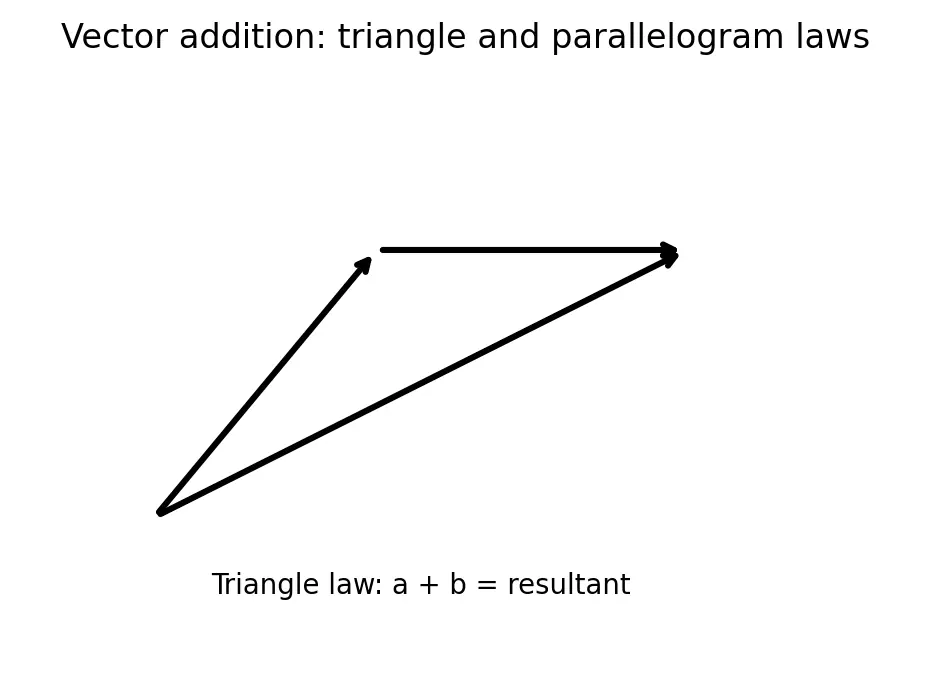 Vector addition: triangle and parallelogram laws
Triangle law: a + b = resultant